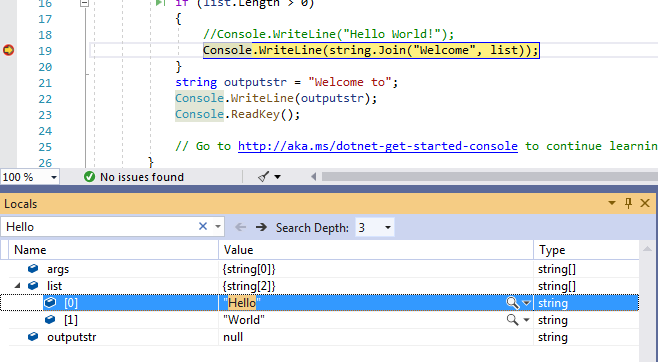 16 if (list.Length > 0)
17 {
18 //Console.WriteLine("Hello World!");
19 Console.WriteLine(string.Join("Welcome", list));
20 }
21 string outputstr = "Welcome to";
22 Console.WriteLine(outputstr);
23 Console.ReadKey();
24
25 // Go to http://aka.ms/dotnet-get-started-console to continue learnin
26 }
100 % No issues found
Locals
Hello Search Depth: 3
Name Value Type
args {string[0]} string[]
list {string[2]} string[]
[0] "Hello" string
[1] "World" string
outputstr null string